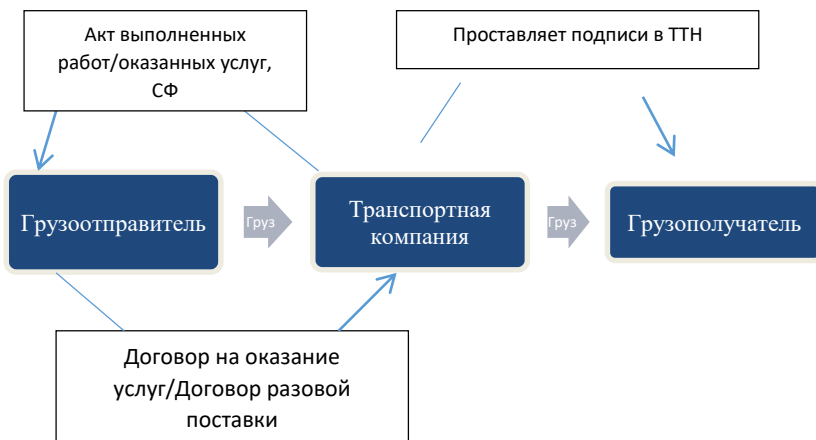 Акт выполненных
работ/оказанных услуг,
СФ
Проставляет подписи в ТТН
Грузоотправитель
Груз
Транспортная
компания
Груз
Грузополучатель
Договор на оказание
услуг/Договор разовой
поставки